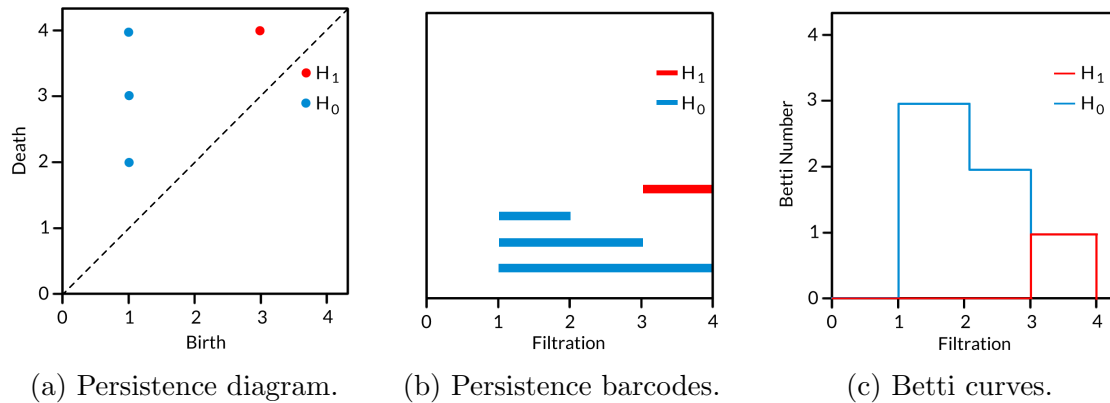 4
3
2
1
0
Death
H1
H0
0
1
2
3
4
Birth
(a) Persistence diagram.
H1
H0
0
1
2
3
4
Filtration
(b) Persistence barcodes.
4
3
2
1
0
Betti Number
H1
H0
0
1
2
3
4
Filtration
(c) Betti curves.